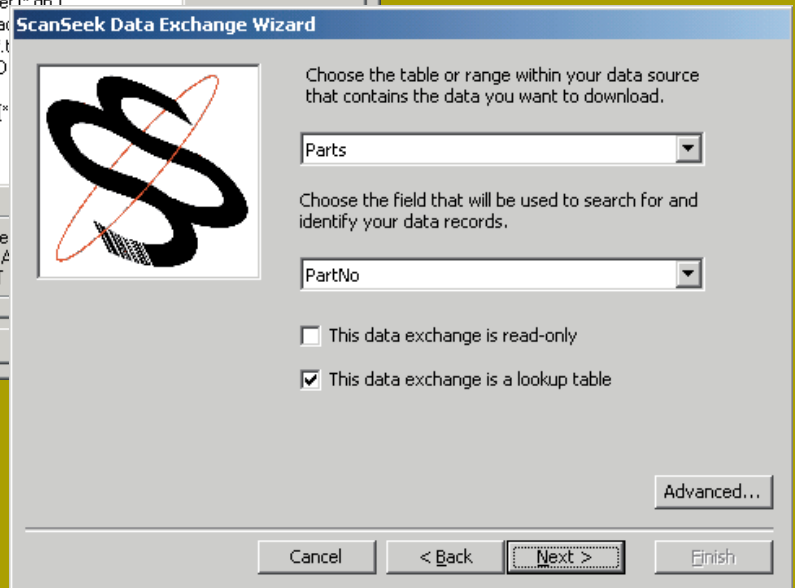 ScanSeek Data Exchange Wizard
Choose the table or range within your data source
that contains the data you want to download.
Parts
Choose the field that will be used to search for and
identify your data records.
PartNo
This data exchange is read-only
This data exchange is a lookup table
Advanced...
Cancel
< Back
Next >
Finish